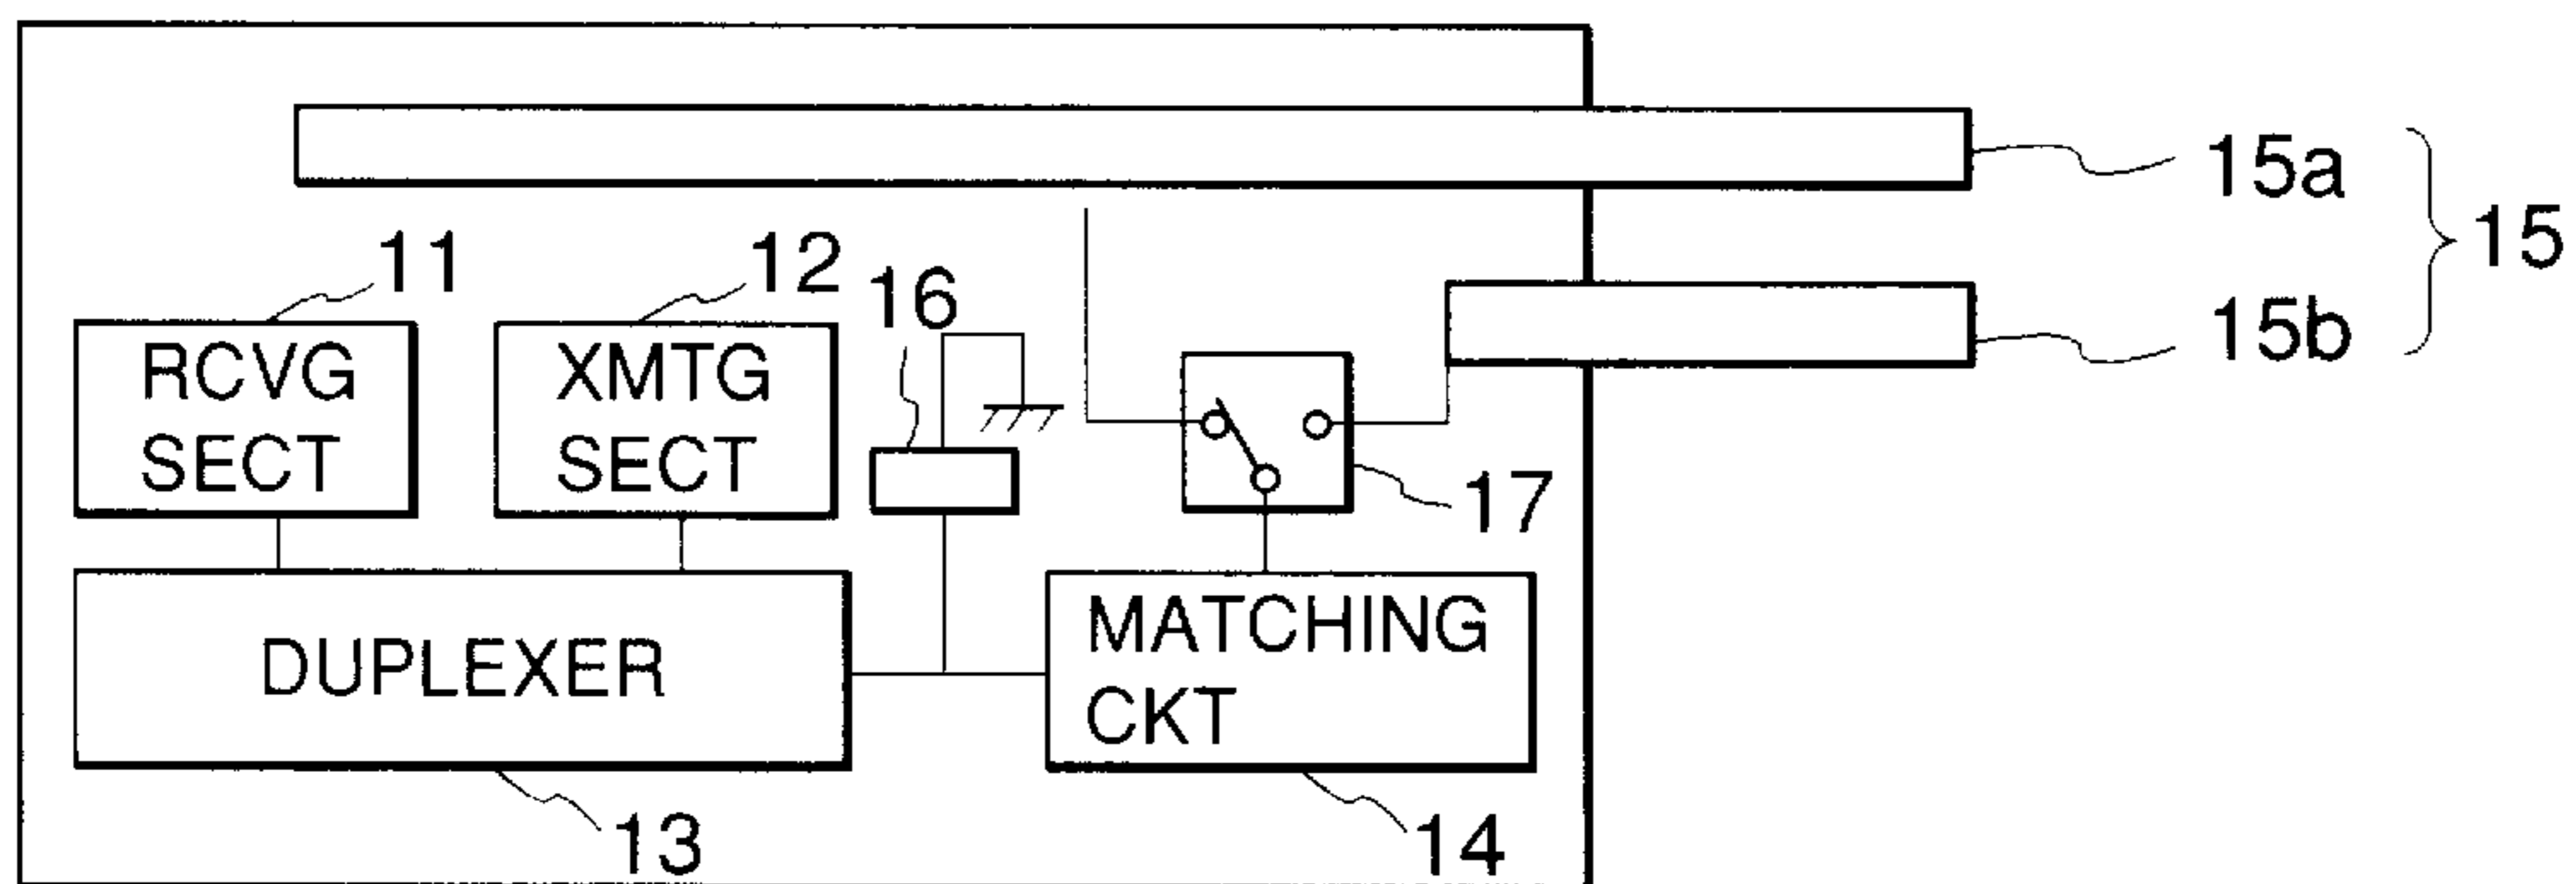 15a
15
15b
11
12
16
RCVG
SECT
XMTG
SECT
17
DUPLEXER
MATCHING
CKT
13
14